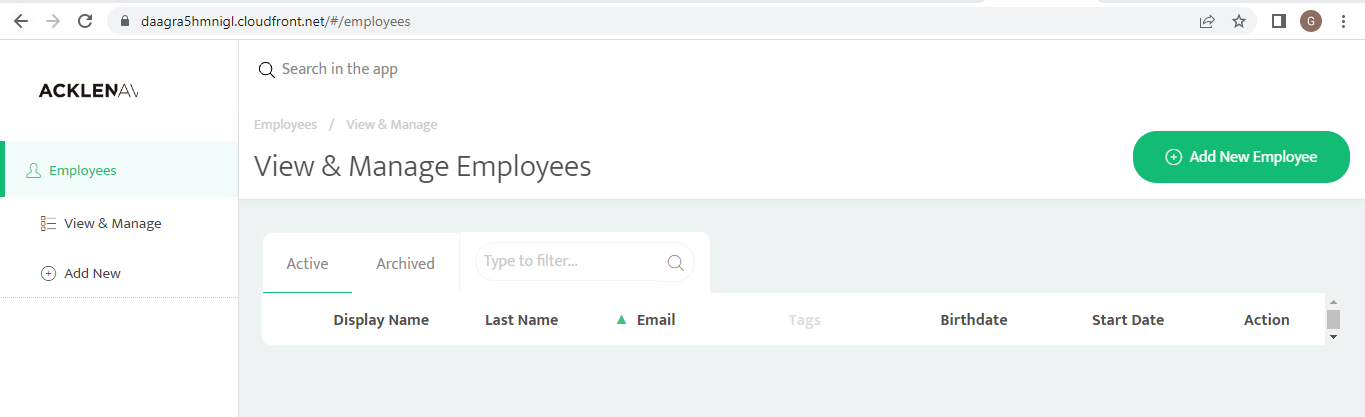 daagra5hmnigl.cloudfront.net/#/employees
G
ACKLENAV
Search in the app
Employees / View & Manage
View & Manage Employees
Add New Employee
Employees
View & Manage
Add New
Active Archived Type to filter...
Display Name Last Name Email Tags Birthdate Start Date Action